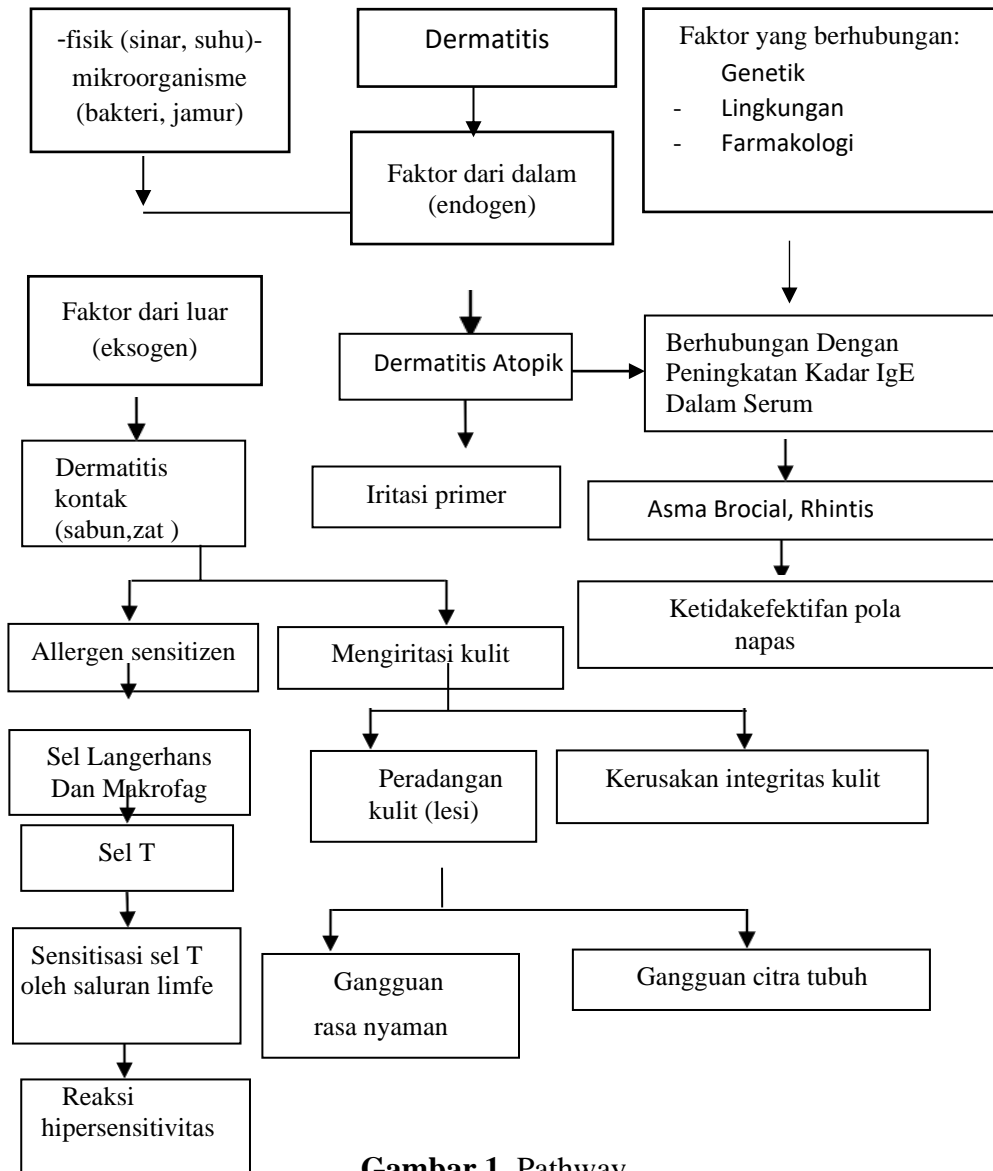 -fisik (sinar, suhu)-
mikroorganisme
(bakteri, jamur)
Dermatitis
Faktor yang berhubungan:
Genetik
- Lingkungan
- Farmakologi
Faktor dari dalam
(endogen)
Faktor dari luar
(eksogen)
Dermatitis Atopik
Berhubungan Dengan
Peningkatan Kadar IgE
Dalam Serum
Dermatitis
kontak
(sabun,zat )
Iritasi primer
Asma Brocial, Rhintis
Ketidakefektifan pola
napas
Allergen sensitizen
Mengiritasi kulit
Sel Langerhans
Dan Makrofag
Peradangan
kulit (lesi)
Kerusakan integritas kulit
Sel T
Sensitisasi sel T
oleh saluran limfe
Gangguan
rasa nyaman
Gangguan citra tubuh
Reaksi
hipersensitivitas
Gambar 1. Pathway